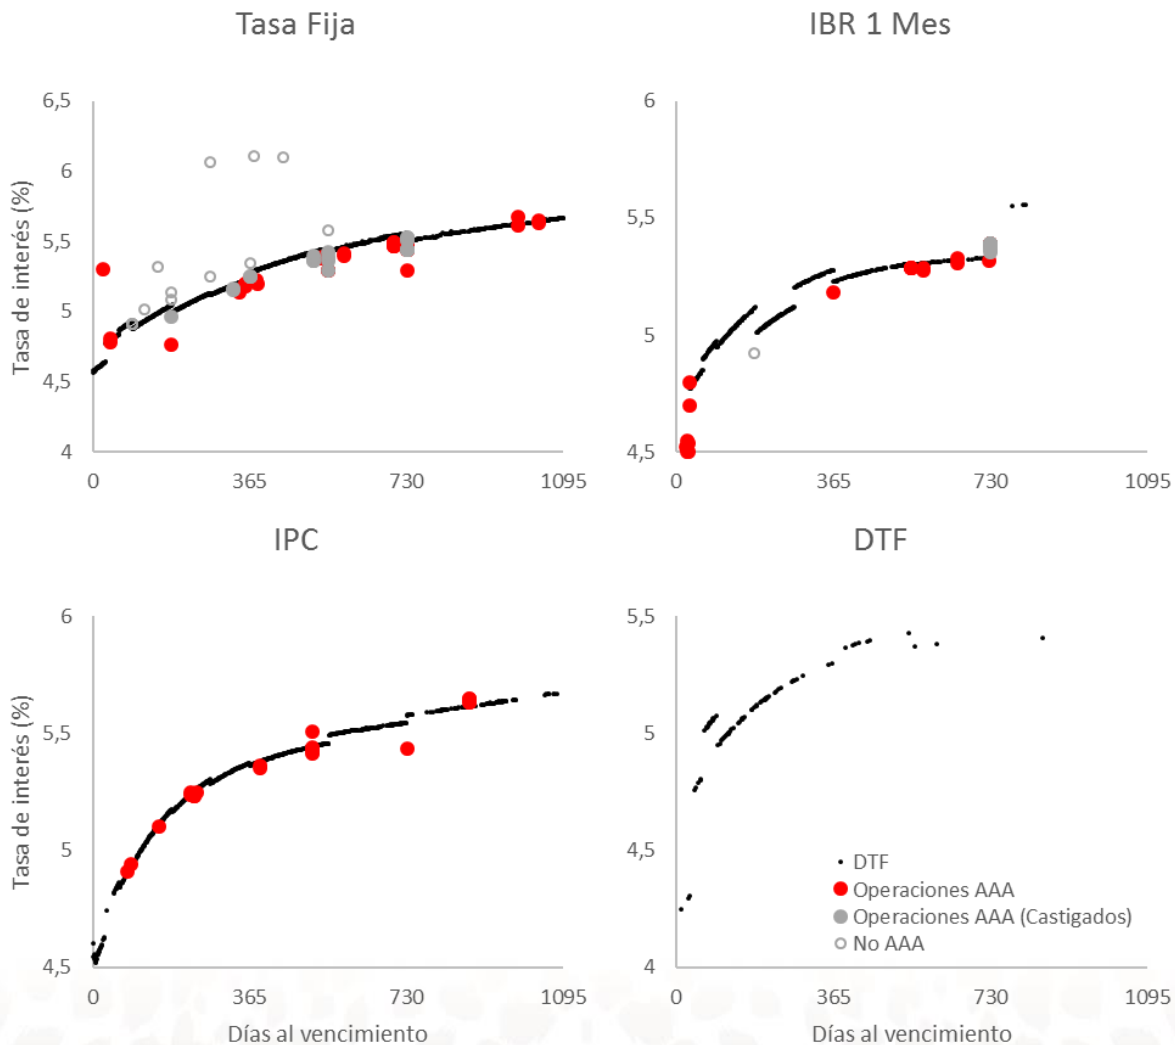 Tasa Fija
Tasa de interés (%)
6,5
6
5,5
5
4,5
4
0 365 730 1095
IBR 1 Mes
6
5,5
5
4,5
0 365 730 1095
IPC
Tasa de interés (%)
6
5,5
5
4,5
0 365 730 1095
Días al vencimiento
DTF
5,5
5
4,5
4
DTF
Operaciones AAA
Operaciones AAA (Castigados)
No AAA
0 365 730 1095
Días al vencimiento